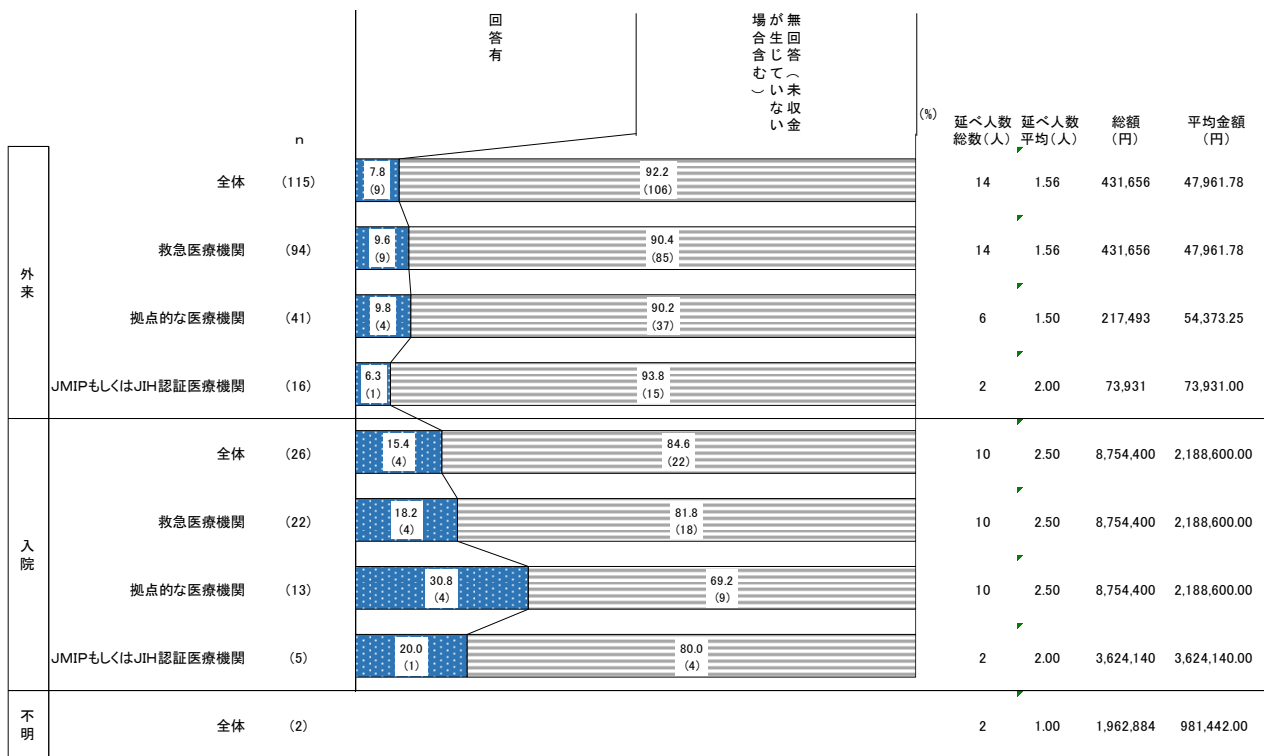 回答有
無回答（未収金が生じていない場合含む）
(%)
n
延べ人数総数(人)
延べ人数平均(人)
総額(円)
平均金額(円)
外来
全体 (115) 7.8 (9) 92.2 (106) 14 1.56 431,656 47,961.78
救急医療機関 (94) 9.6 (9) 90.4 (85) 14 1.56 431,656 47,961.78
拠点的な医療機関 (41) 9.8 (4) 90.2 (37) 6 1.50 217,493 54,373.25
JMIPもしくはJIH認証医療機関 (16) 6.3 (1) 93.8 (15) 2 2.00 73,931 73,931.00
入院
全体 (26) 15.4 (4) 84.6 (22) 10 2.50 8,754,400 2,188,600.00
救急医療機関 (22) 18.2 (4) 81.8 (18) 10 2.50 8,754,400 2,188,600.00
拠点的な医療機関 (13) 30.8 (4) 69.2 (9) 10 2.50 8,754,400 2,188,600.00
JMIPもしくはJIH認証医療機関 (5) 20.0 (1) 80.0 (4) 2 2.00 3,624,140 3,624,140.00
不明
全体 (2) 2 1.00 1,962,884 981,442.00